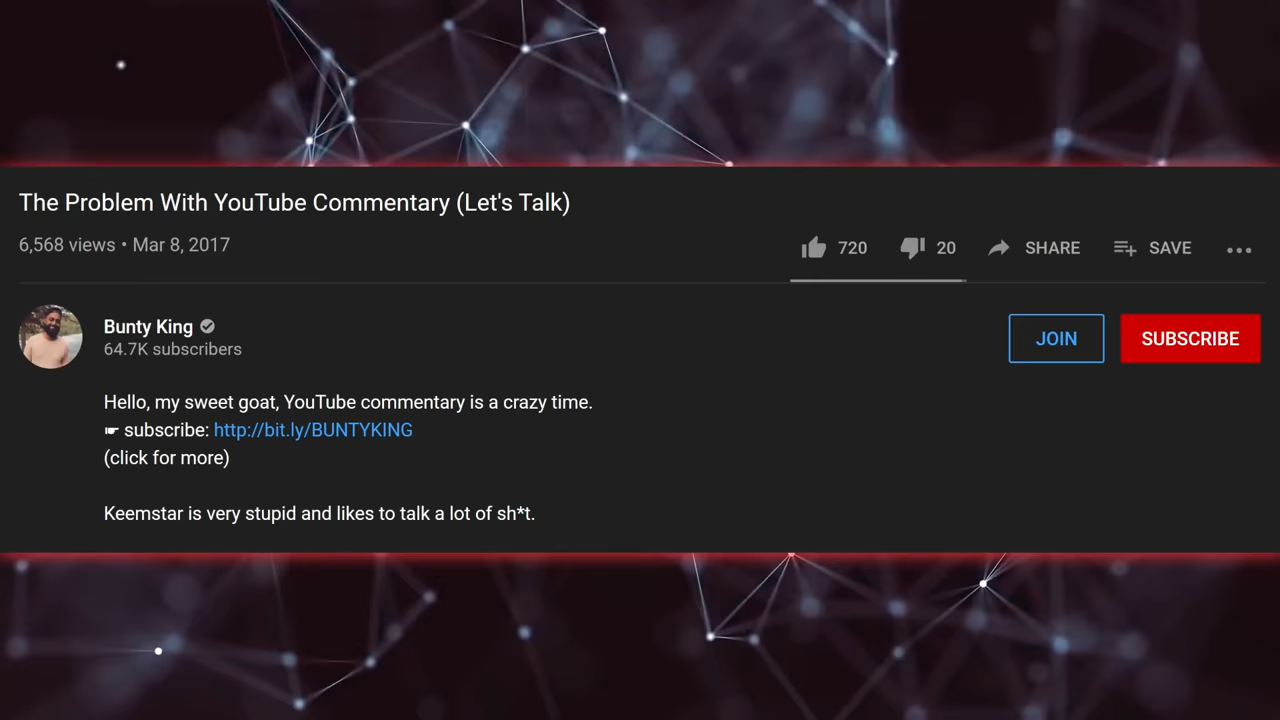 The Problem With YouTube Commentary (Let's Talk)
6,568 views • Mar 8, 2017
720
20
SHARE
SAVE
Bunty King
64.7K subscribers
JOIN
SUBSCRIBE
Hello, my sweet goat, YouTube commentary is a crazy time.
☛ subscribe: http://bit.ly/BUNTYKING
(click for more)
Keemstar is very stupid and likes to talk a lot of sh*t.